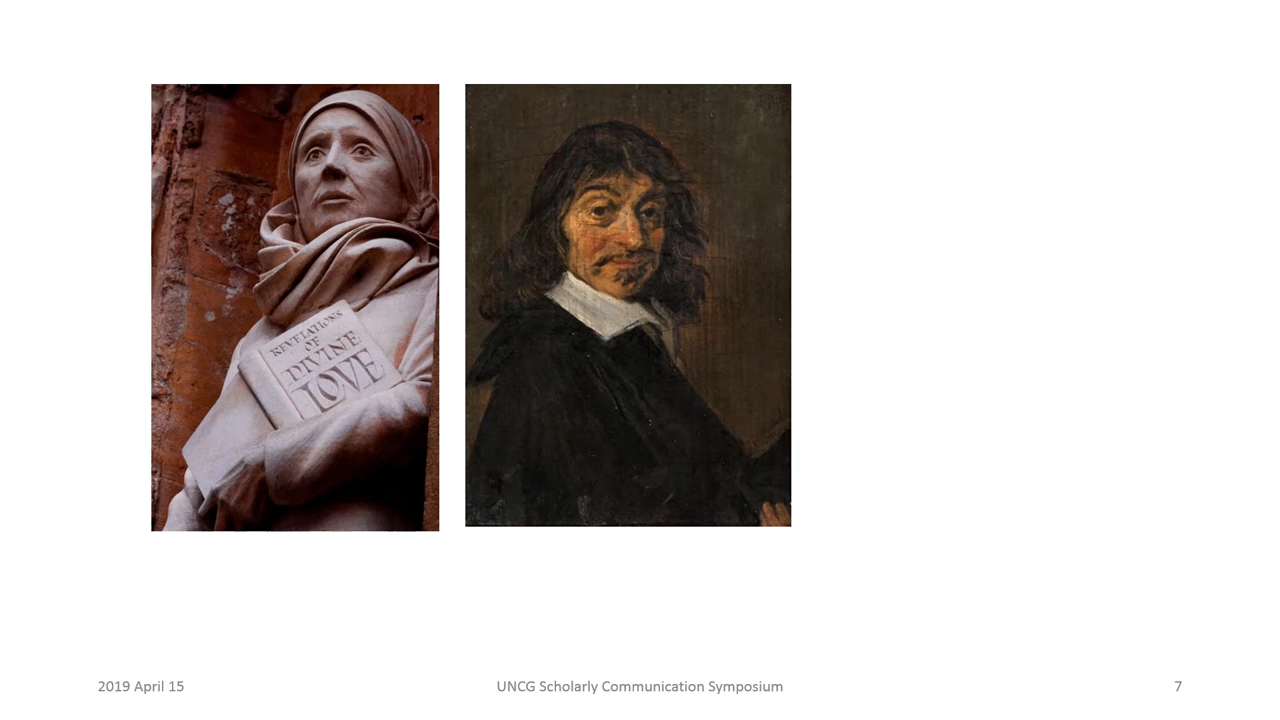 REVELATIONS
OF
DIVINE
LOVE
2019 April 15
UNCG Scholarly Communication Symposium
7